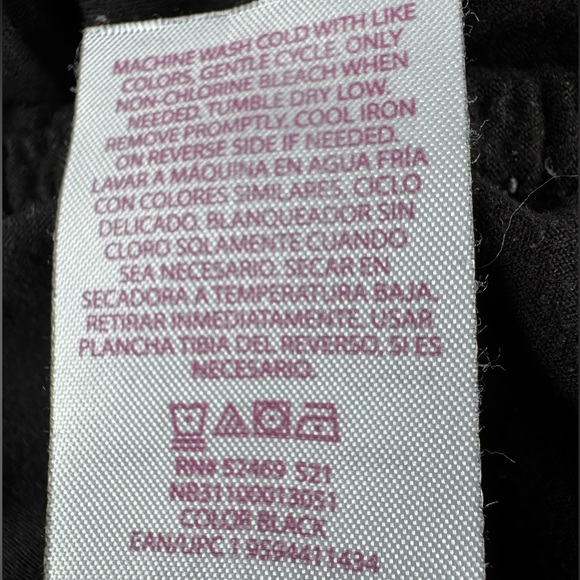 MACHINE WASH COLD WITH LIKE
COLORS, GENTLE CYCLE. ONLY
NON-CHLORINE BLEACH WHEN
NEEDED. TUMBLE DRY LOW.
REMOVE PROMPTLY. COOL IRON
ON REVERSE SIDE IF NEEDED.
LAVAR A MÁQUINA EN AGUA FRÍA
CON COLORES SIMILARES, CICLO
DELICADO. BLANQUEADOR SIN
CLORO SOLAMENTE CUANDO
SEA NECESARIO. SECAR EN
SECADORA A TEMPERATURA BAJA.
RETIRAR INMEDIATAMENTE. USAR
PLANCHA TIBIA DEL REVERSO, SI ES
NECESARIO.
RN# 52469 521
NB31100013051
COLOR BLACK
EAN/UPC 1 9594411434